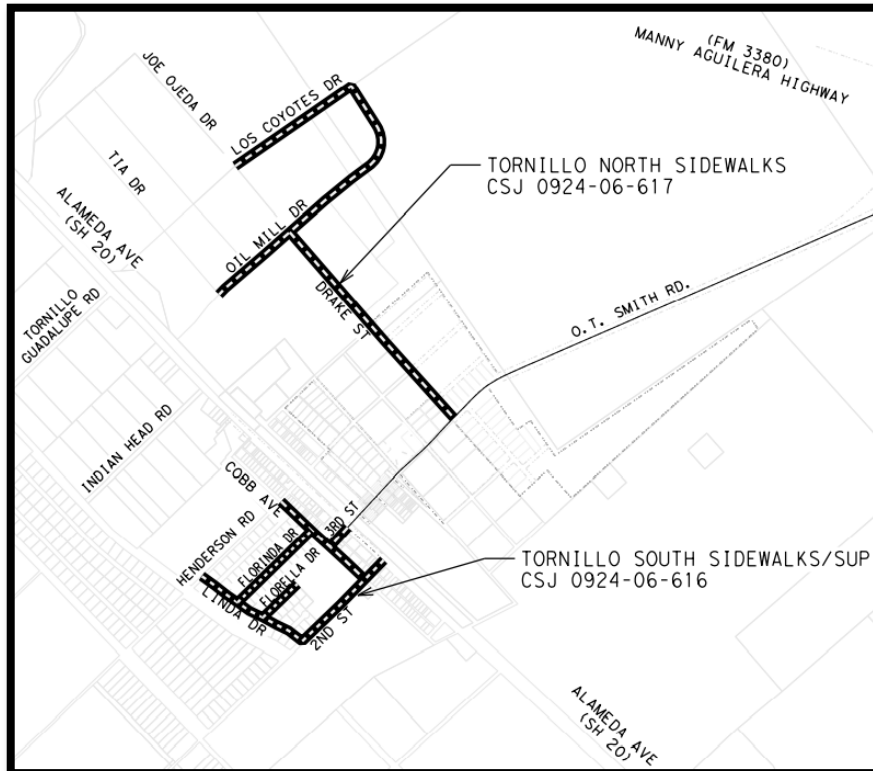 (FM 3380)
MANNY AGUILERA HIGHWAY
JOE OJEDA DR
LOS COYOTES DR
TIA DR
TORNILLO NORTH SIDEWALKS
CSJ 0924-06-617
ALAMEDA AVE
(SH 20)
OIL MILL DR
DRAKE ST
TORNILLO
GUADALUPE RD
O.T. SMITH RD.
INDIAN HEAD RD
COBB AVE
3RD ST
HENDERSON RD
FLORINDA DR
FLORELLA DR
LINDA DR
2ND ST
TORNILLO SOUTH SIDEWALKS/SUP
CSJ 0924-06-616
ALAMEDA AVE
(SH 20)